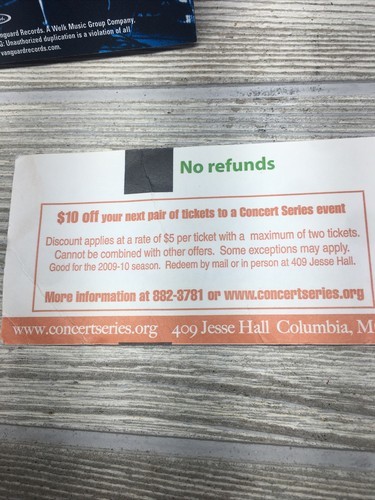 nguard Records. A Welk Music Group Company.
G: Unauthorized duplication is a violation of all
vanguardrecords.com
No refunds
$10 off your next pair of tickets to a Concert Series event
Discount applies at a rate of $5 per ticket with a maximum of two tickets.
Cannot be combined with other offers. Some exceptions may apply.
Good for the 2009-10 season. Redeem by mail or in person at 409 Jesse Hall.
More information at 882-3781 or www.concertseries.org
www.concertseries.org 409 Jesse Hall Columbia, M